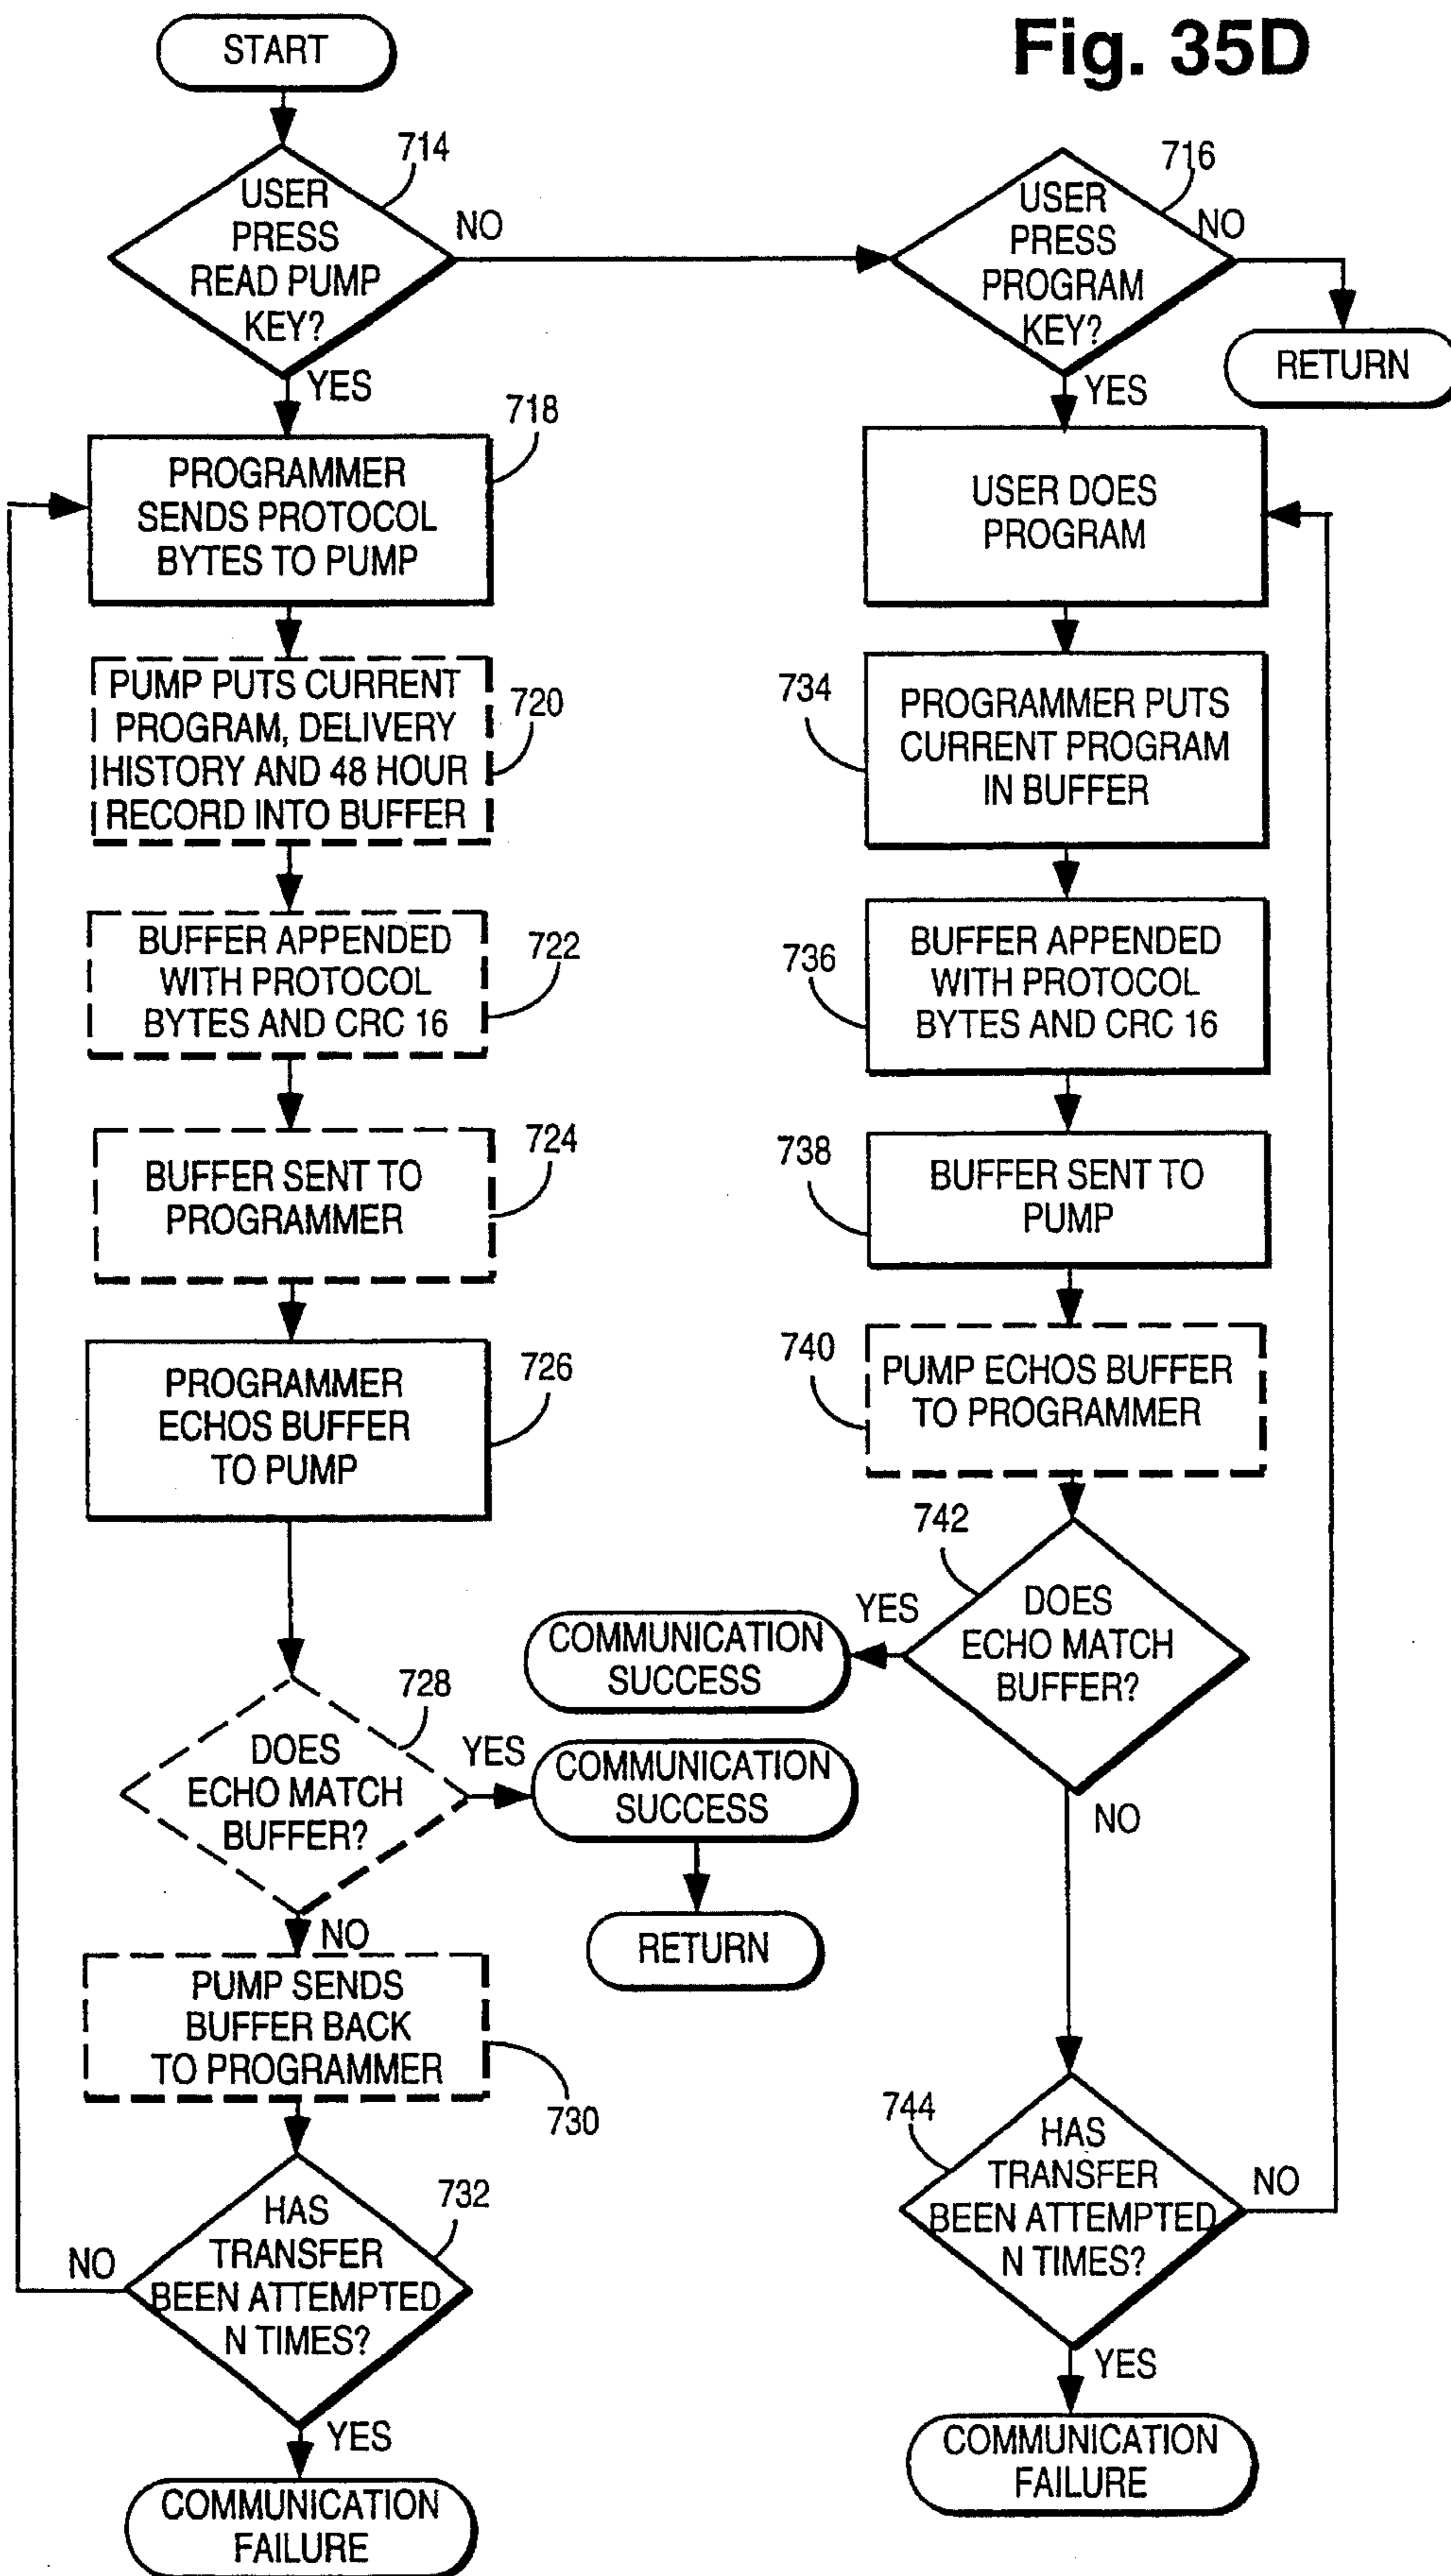 Fig. 35D
START
714
USER
PRESS
READ PUMP
KEY?
NO
YES
716
USER
PRESS
PROGRAM
KEY?
NO
RETURN
YES
718
PROGRAMMER
SENDS PROTOCOL
BYTES TO PUMP
720
PUMP PUTS CURRENT
PROGRAM, DELIVERY
HISTORY AND 48 HOUR
RECORD INTO BUFFER
722
BUFFER APPENDED
WITH PROTOCOL
BYTES AND CRC 16
724
BUFFER SENT TO
PROGRAMMER
726
PROGRAMMER
ECHOS BUFFER
TO PUMP
728
DOES
ECHO MATCH
BUFFER?
YES
COMMUNICATION
SUCCESS
RETURN
NO
PUMP SENDS
BUFFER BACK
TO PROGRAMMER
730
732
HAS
TRANSFER
BEEN ATTEMPTED
N TIMES?
NO
YES
COMMUNICATION
FAILURE
USER DOES
PROGRAM
734
PROGRAMMER PUTS
CURRENT PROGRAM
IN BUFFER
736
BUFFER APPENDED
WITH PROTOCOL
BYTES AND CRC 16
738
BUFFER SENT TO
PUMP
740
PUMP ECHOS BUFFER
TO PROGRAMMER
742
DOES
ECHO MATCH
BUFFER?
YES
COMMUNICATION
SUCCESS
NO
744
HAS
TRANSFER
BEEN ATTEMPTED
N TIMES?
NO
YES
COMMUNICATION
FAILURE